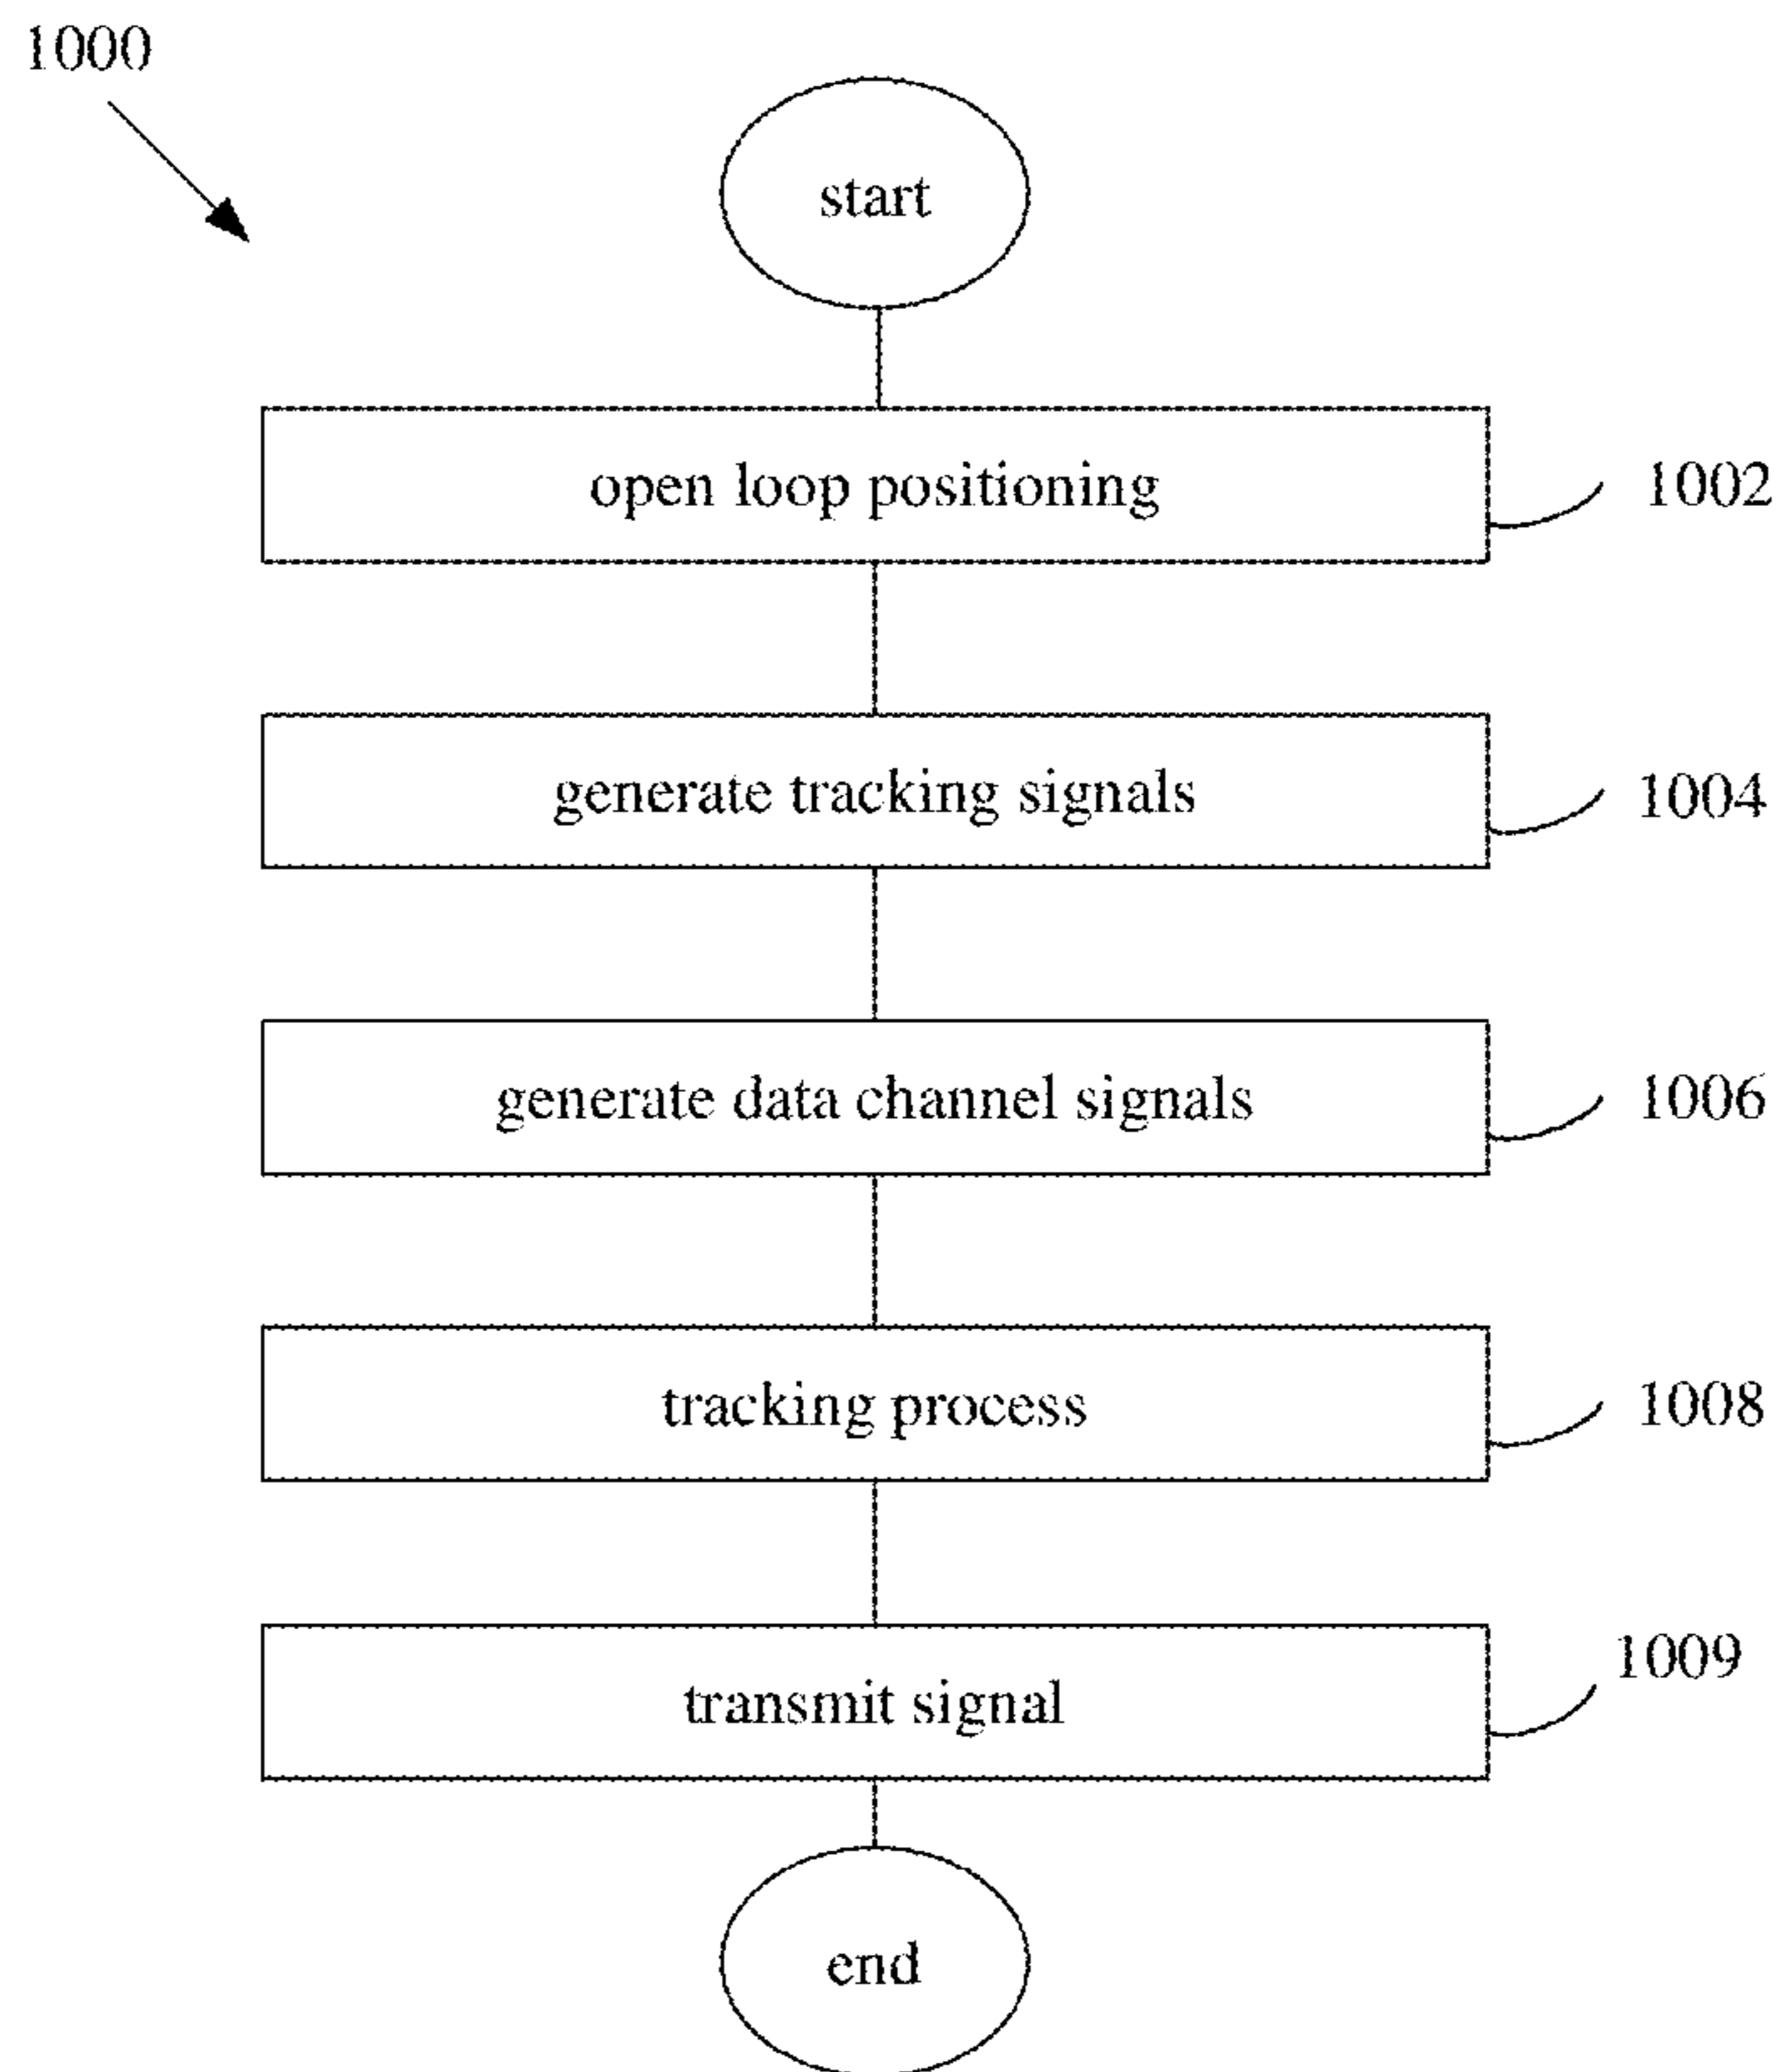 1000
start
open loop positioning
1002
generate tracking signals
1004
generate data channel signals
1006
tracking process
1008
transmit signal
1009
end